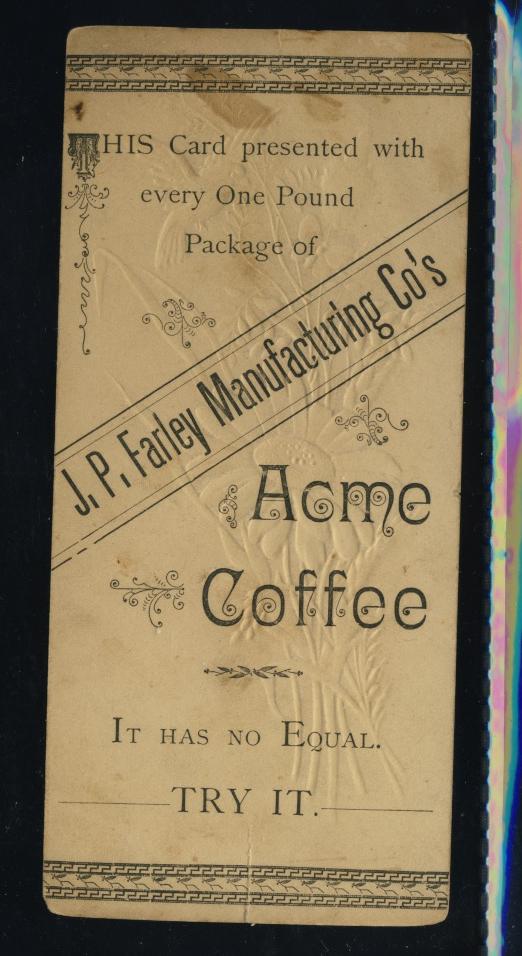 THIS Card presented with
every One Pound
Package of
J. P. Farley Manufacturing Co's
Acme
Coffee
IT HAS NO EQUAL.
TRY IT.